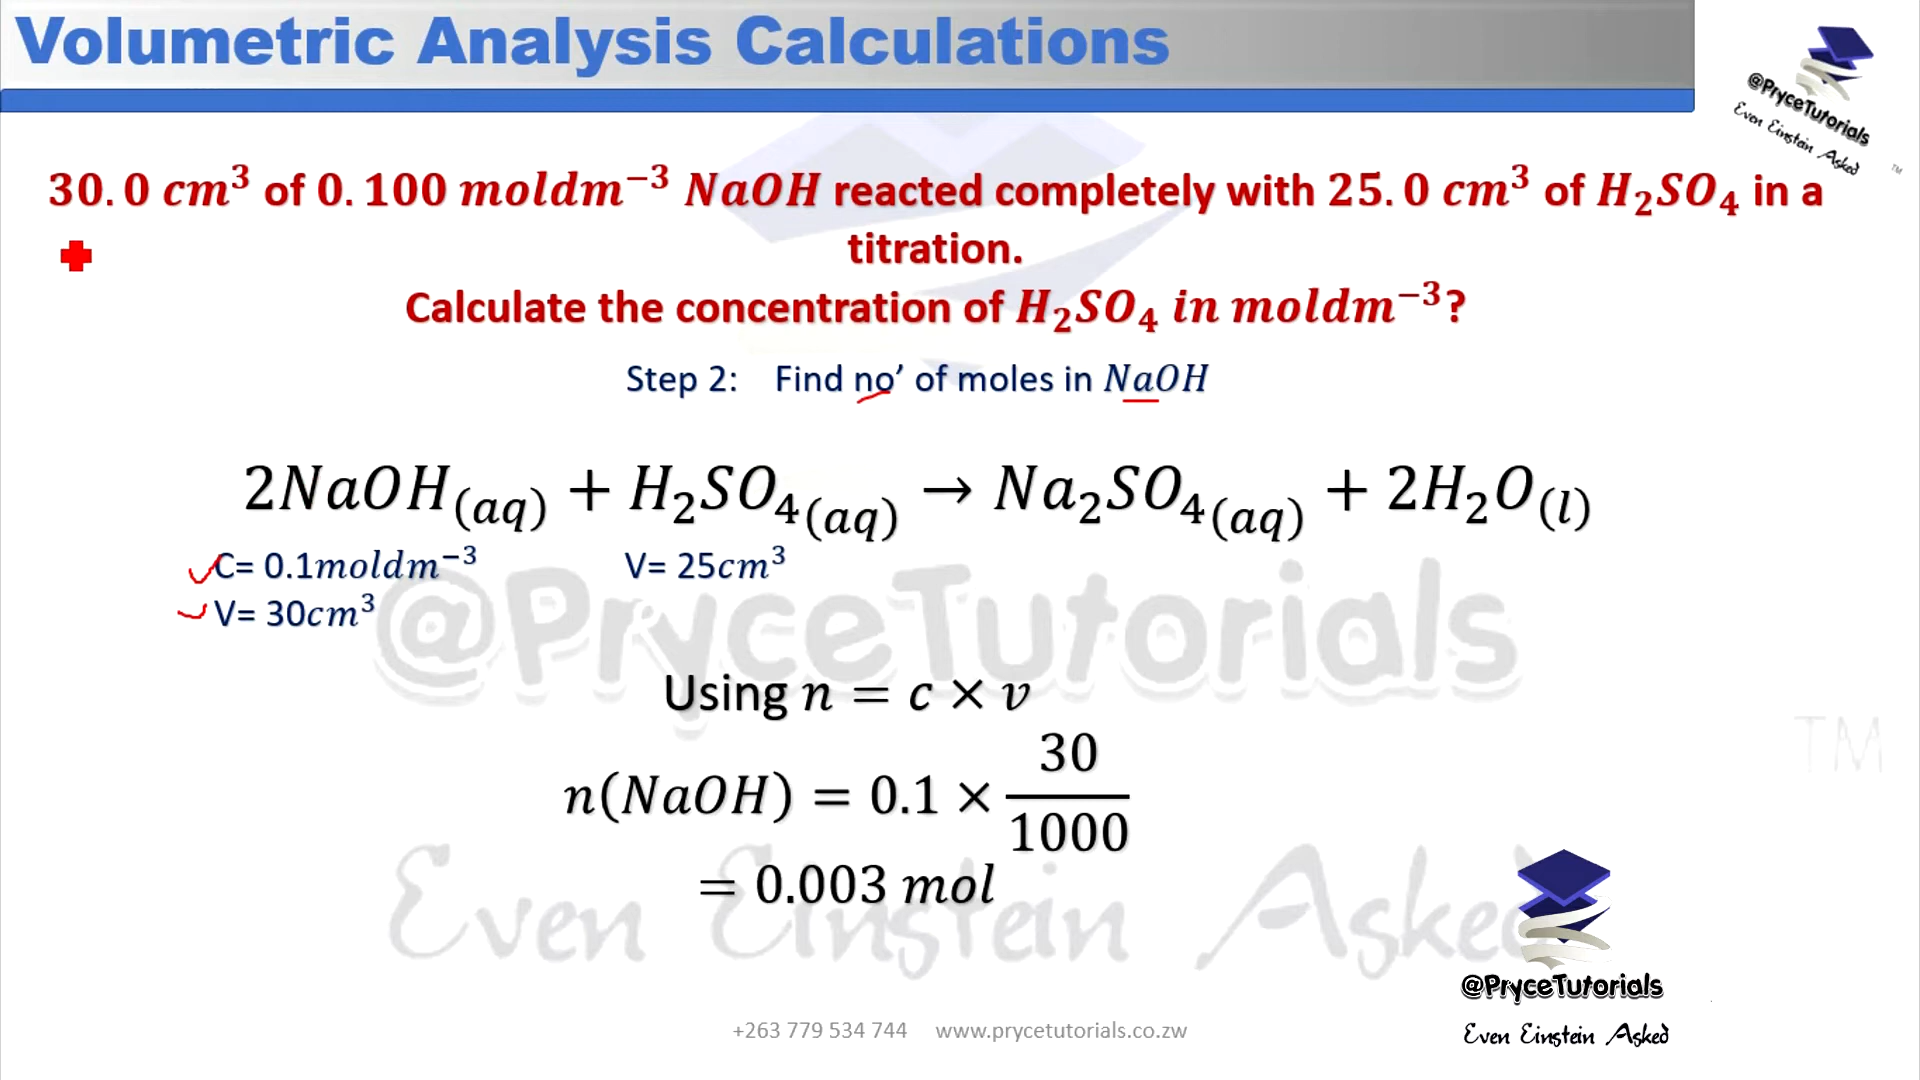 Volumetric Analysis Calculations
@PryceTutorials
Even Einstein Asked
TM
30.0 cm³ of 0.100 moldm⁻³ NaOH reacted completely with 25.0 cm³ of H₂SO₄ in a
titration.
Calculate the concentration of H₂SO₄ in moldm⁻³?
Step 2: Find no’ of moles in NaOH
2NaOH(aq) + H₂SO₄(aq) → Na₂SO₄(aq) + 2H₂O(l)
C= 0.1moldm⁻³ V= 25cm³
V= 30cm³
@PryceTutorials
Using n = c × v
TM
n(NaOH) = 0.1 × 30/1000
= 0.003 mol
Even Einstein Asked
@PryceTutorials
Even Einstein Asked
+263 779 534 744 www.prycetutorials.co.zw